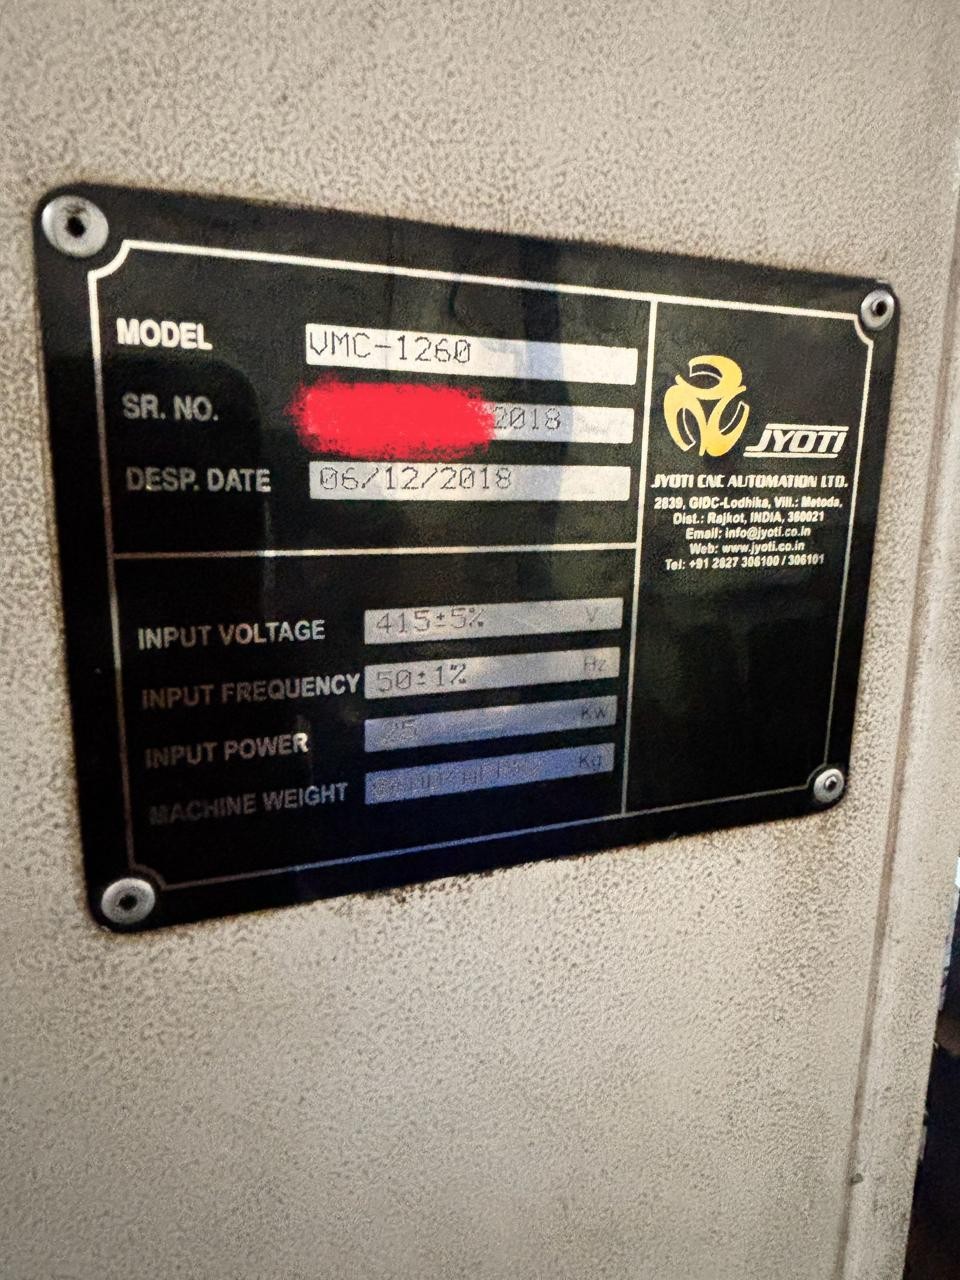 MODEL VMC-1260
SR. NO. 2018
DESP. DATE 06/12/2018
INPUT VOLTAGE 415±5% V
INPUT FREQUENCY 50±1% Hz
INPUT POWER 25 Kw
MACHINE WEIGHT Kg
JYOTI
JYOTI CNC AUTOMATION LTD.
2839, GIDC-Lodhika, Vill.: Metoda,
Dist.: Rajkot, INDIA, 360021
Email: info@jyoti.co.in
Web: www.jyoti.co.in
Tel: +91 2827 306100 / 306101